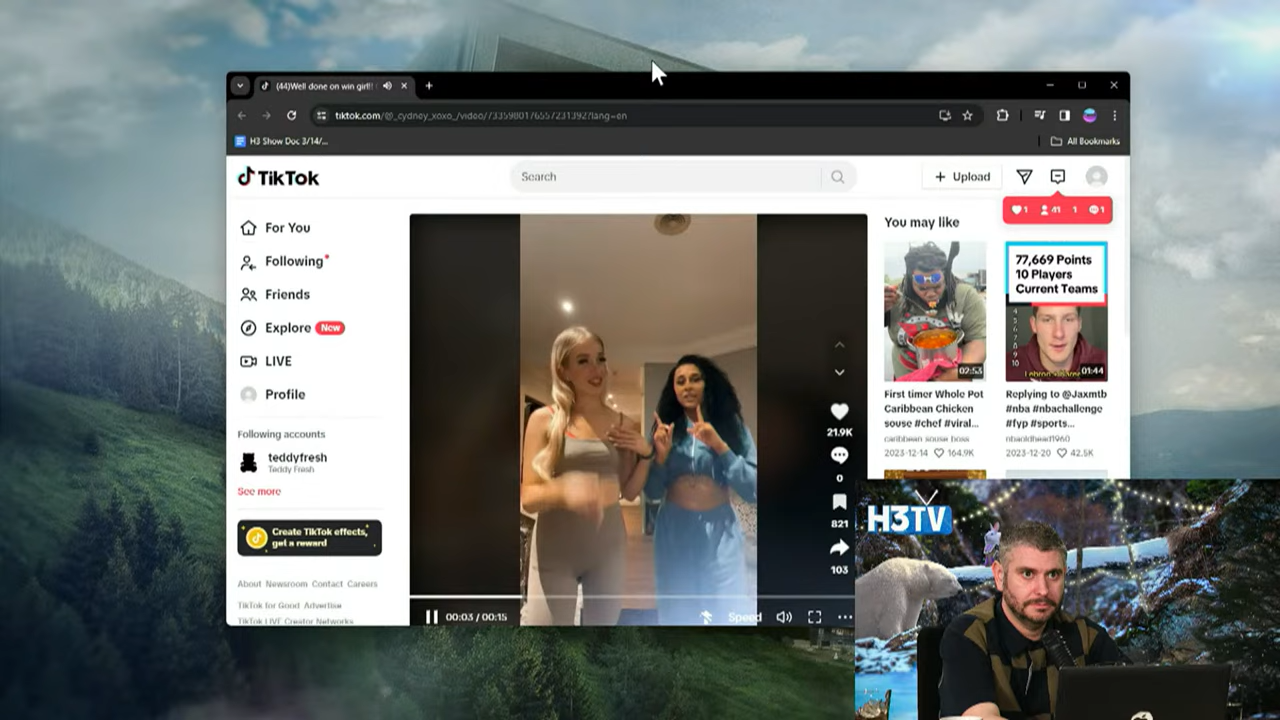 (44)Well done on win girl!!
tiktok.com/@_cydney_xoxo_/video/7335980176557231392?lang=en
H3 Show Doc 3/14/...
All Bookmarks
TikTok
Search
+ Upload
1 41 1 1
For You
Following
Friends
Explore New
LIVE
Profile
Following accounts
teddyfresh
Teddy Fresh
See more
Create TikTok effects,
get a reward
About Newsroom Contact Careers
TikTok for Good Advertise
TikTok LIVE Creator Networks
21.9K
0
821
103
00:03 / 00:15
Speed
You may like
02:53
First timer Whole Pot
Caribbean Chicken
souse #chef #viral...
caribbean souse boss
2023-12-14 164.9K
77,669 Points
10 Players
Current Teams
01:44
Replying to @Jaxmtb
#nba #nbachallenge
#fyp #sports...
nbaoldhead1960
2023-12-20 42.5K
H3TV